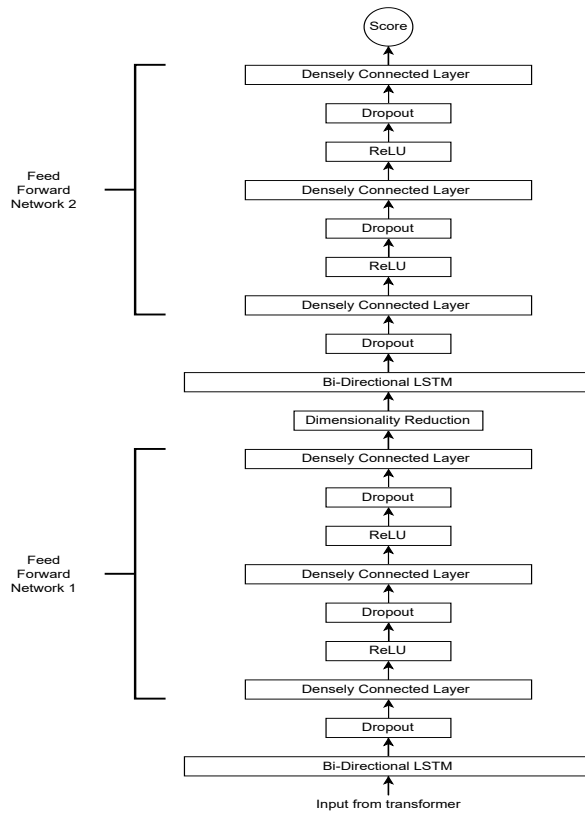 Score
Densely Connected Layer
Dropout
ReLU
Densely Connected Layer
Dropout
ReLU
Densely Connected Layer
Feed
Forward
Network 2
Dropout
Bi-Directional LSTM
Dimensionality Reduction
Densely Connected Layer
Dropout
ReLU
Densely Connected Layer
Dropout
ReLU
Densely Connected Layer
Feed
Forward
Network 1
Dropout
Bi-Directional LSTM
Input from transformer